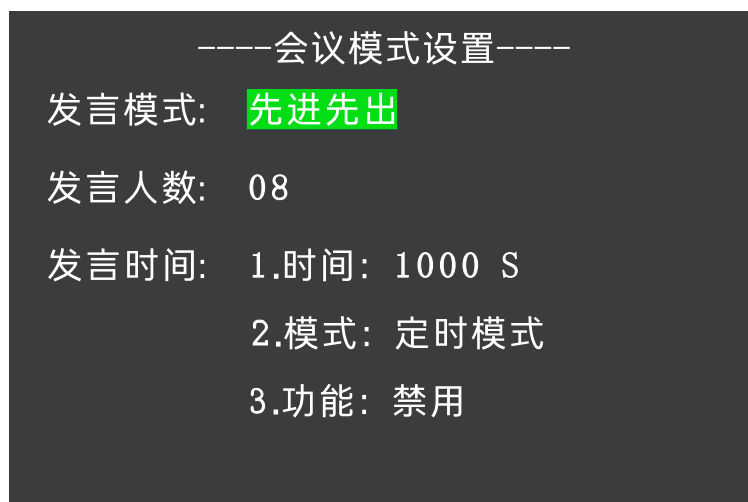 ----会议模式设置----
发言模式: 先进先出
发言人数: 08
发言时间: 1.时间: 1000 S
2.模式: 定时模式
3.功能: 禁用